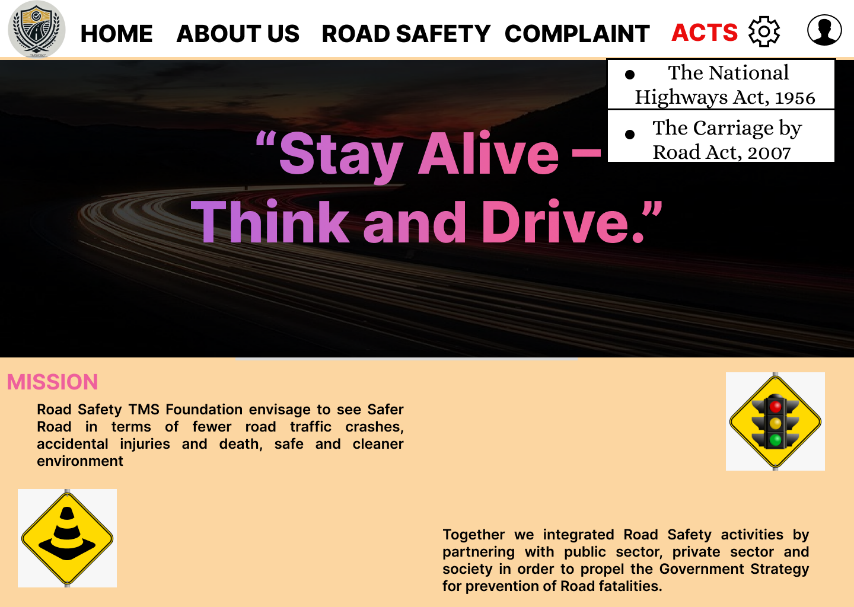 HOME ABOUT US ROAD SAFETY COMPLAINT ACTS
The National
Highways Act, 1956
The Carriage by
Road Act, 2007
“Stay Alive –
Think and Drive.”
MISSION
Road Safety TMS Foundation envisage to see Safer
Road in terms of fewer road traffic crashes,
accidental injuries and death, safe and cleaner
environment
Together we integrated Road Safety activities by
partnering with public sector, private sector and
society in order to propel the Government Strategy
for prevention of Road fatalities.